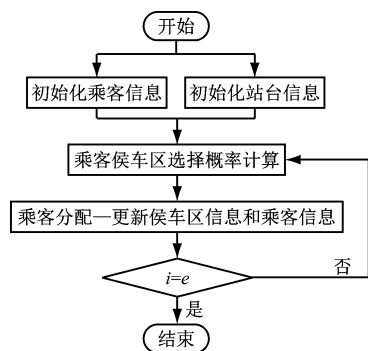 开始
初始化乘客信息
初始化站台信息
乘客侯车区选择概率计算
乘客分配—更新侯车区信息和乘客信息
i=e
否
是
结束